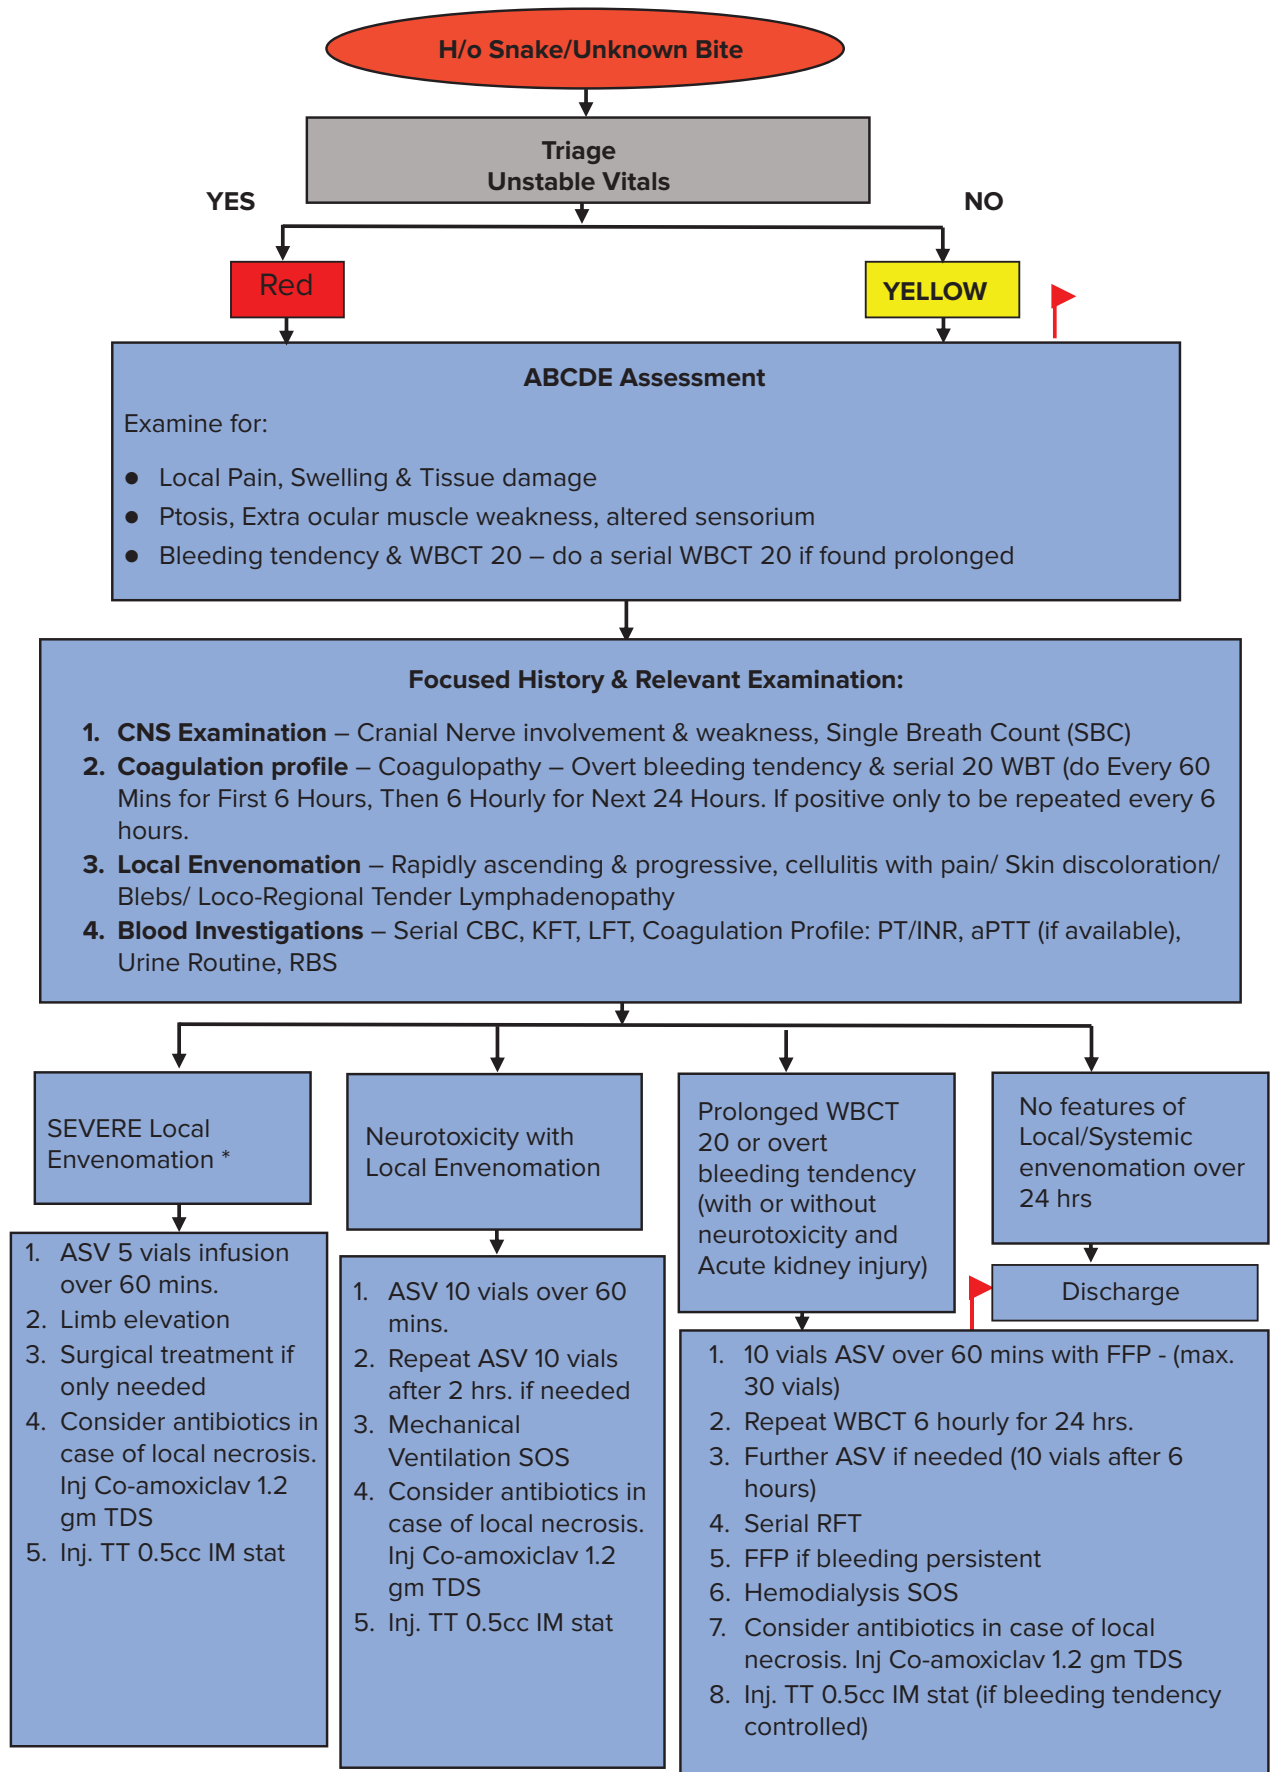 H/o Snake/Unknown Bite
Triage
Unstable Vitals
YES
NO
Red
YELLOW
ABCDE Assessment
Examine for:
● Local Pain, Swelling & Tissue damage
● Ptosis, Extra ocular muscle weakness, altered sensorium
● Bleeding tendency & WBCT 20 – do a serial WBCT 20 if found prolonged
Focused History & Relevant Examination:
1. CNS Examination – Cranial Nerve involvement & weakness, Single Breath Count (SBC)
2. Coagulation profile – Coagulopathy – Overt bleeding tendency & serial 20 WBT (do Every 60
Mins for First 6 Hours, Then 6 Hourly for Next 24 Hours. If positive only to be repeated every 6
hours.
3. Local Envenomation – Rapidly ascending & progressive, cellulitis with pain/ Skin discoloration/
Blebs/ Loco-Regional Tender Lymphadenopathy
4. Blood Investigations – Serial CBC, KFT, LFT, Coagulation Profile: PT/INR, aPTT (if available),
Urine Routine, RBS
SEVERE Local
Envenomation *
1. ASV 5 vials infusion
over 60 mins.
2. Limb elevation
3. Surgical treatment if
only needed
4. Consider antibiotics in
case of local necrosis.
Inj Co-amoxiclav 1.2
gm TDS
5. Inj. TT 0.5cc IM stat
Neurotoxicity with
Local Envenomation
1. ASV 10 vials over 60
mins.
2. Repeat ASV 10 vials
after 2 hrs. if needed
3. Mechanical
Ventilation SOS
4. Consider antibiotics in
case of local necrosis.
Inj Co-amoxiclav 1.2
gm TDS
5. Inj. TT 0.5cc IM stat
Prolonged WBCT
20 or overt
bleeding tendency
(with or without
neurotoxicity and
Acute kidney injury)
1. 10 vials ASV over 60 mins with FFP - (max.
30 vials)
2. Repeat WBCT 6 hourly for 24 hrs.
3. Further ASV if needed (10 vials after 6
hours)
4. Serial RFT
5. FFP if bleeding persistent
6. Hemodialysis SOS
7. Consider antibiotics in case of local
necrosis. Inj Co-amoxiclav 1.2 gm TDS
8. Inj. TT 0.5cc IM stat (if bleeding tendency
controlled)
No features of
Local/Systemic
envenomation over
24 hrs
Discharge